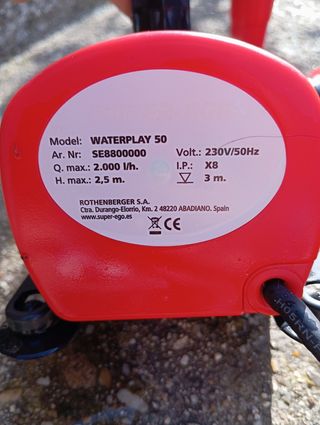 Model: WATERPLAY 50
Ar. Nr: SE8800000
Q. max.: 2.000 l/h.
H. max.: 2,5 m.
Volt.: 230V/50Hz
I.P.: X8
3 m.
ROTHENBERGER S.A.
Ctra. Durango-Elorrio, Km. 2 48220 ABADIANO. Spain
www.super-ego.es
CE
H05RN-F